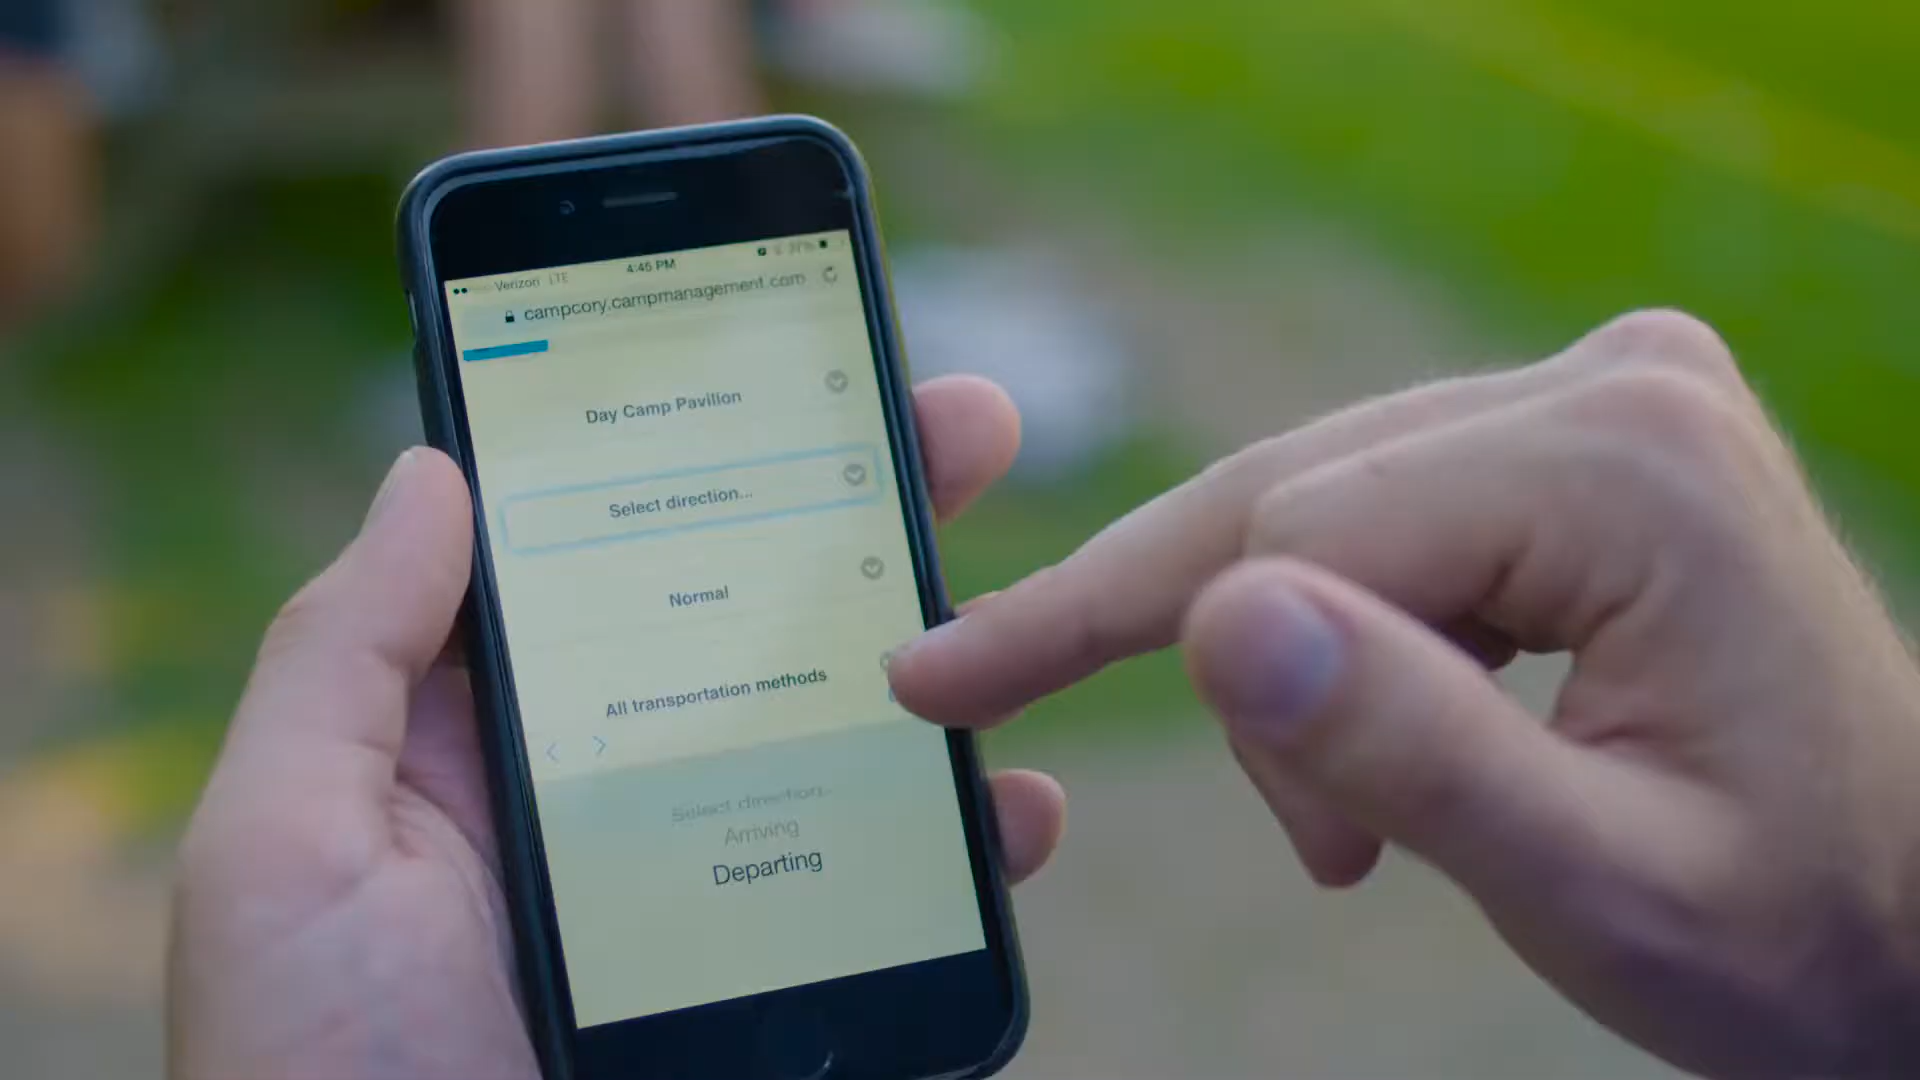 Verizon LTE 4:45 PM
campcory.campmanagement.com
Day Camp Pavilion
Select direction...
Normal
All transportation methods
Select direction...
Arriving
Departing